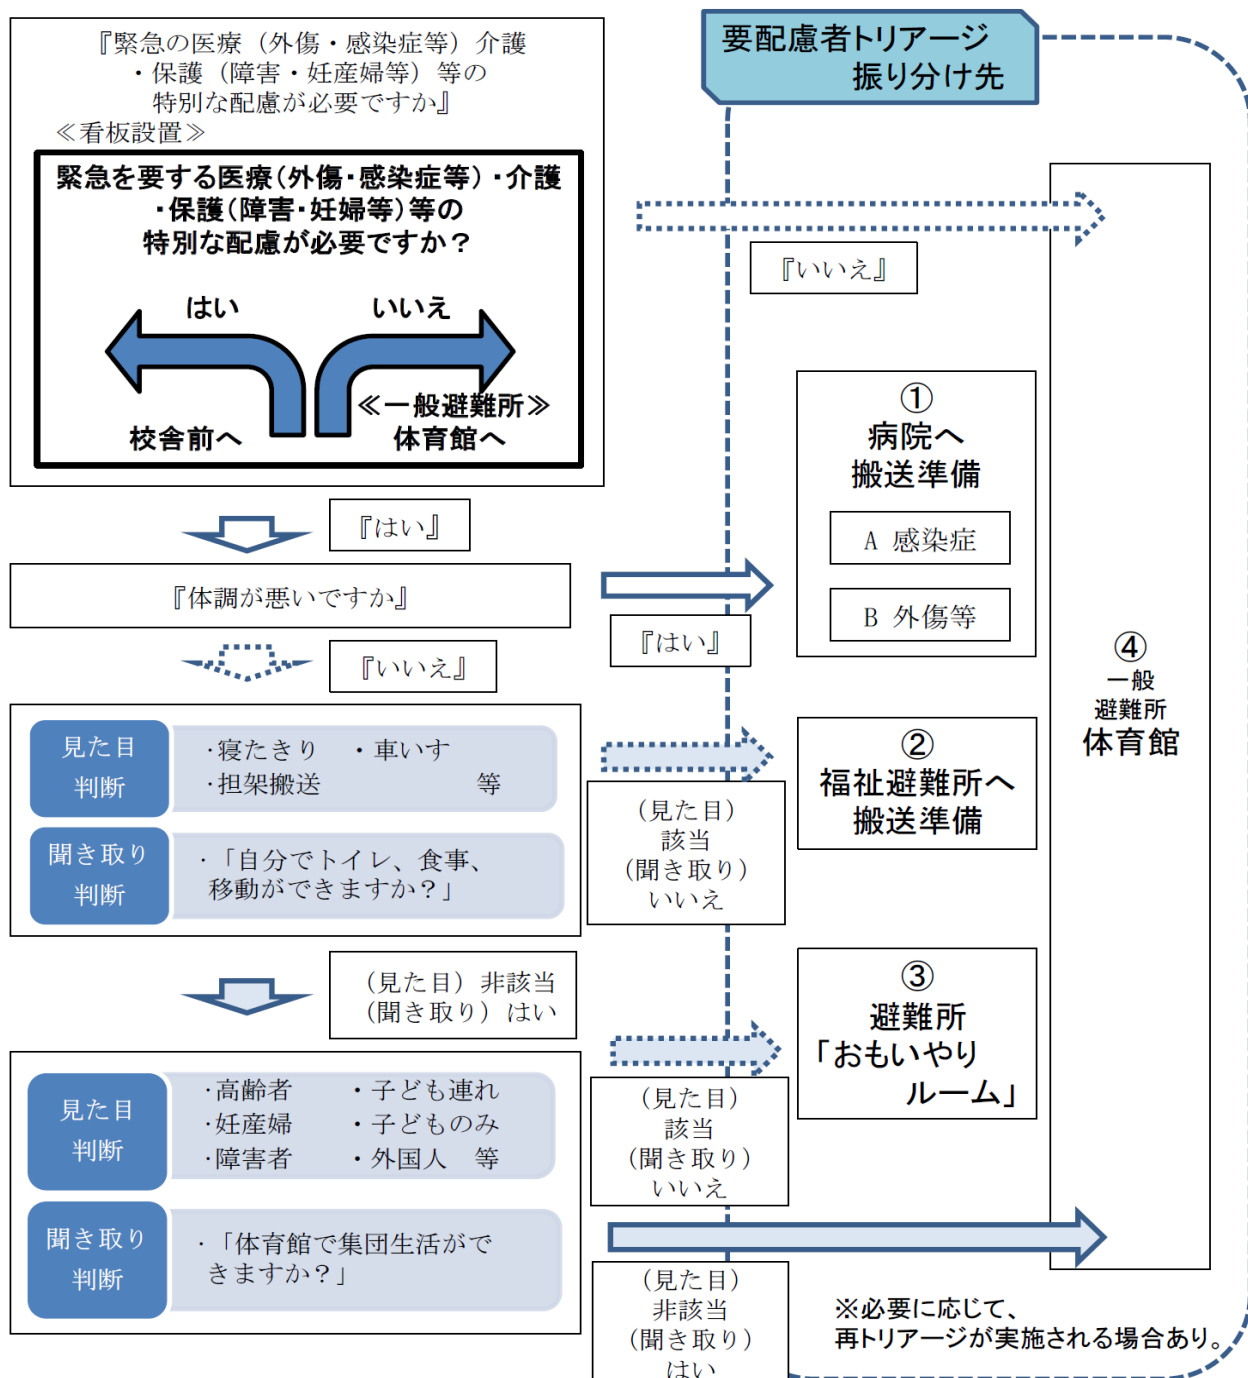 『緊急の医療（外傷・感染症等）介護
・保護（障害・妊産婦等）等の
特別な配慮が必要ですか』
≪看板設置≫
緊急を要する医療(外傷・感染症等)・介護
・保護(障害・妊婦等)等の
特別な配慮が必要ですか？
はい
いいえ
校舎前へ
≪一般避難所≫
体育館へ
要配慮者トリアージ
振り分け先
『いいえ』
『はい』
『体調が悪いですか』
『はい』
『いいえ』
①
病院へ
搬送準備
A 感染症
B 外傷等
④
一般
避難所
体育館
見た目
判断
・寝たきり ・車いす
・担架搬送 等
聞き取り
判断
・「自分でトイレ、食事、
移動ができますか？」
（見た目）
該当
（聞き取り）
いいえ
②
福祉避難所へ
搬送準備
（見た目）非該当
（聞き取り）はい
③
避難所
「おもいやり
ルーム」
見た目
判断
・高齢者 ・子ども連れ
・妊産婦 ・子どものみ
・障害者 ・外国人 等
聞き取り
判断
・「体育館で集団生活がで
きますか？」
（見た目）
該当
（聞き取り）
いいえ
（見た目）
非該当
（聞き取り）
はい
※必要に応じて、
再トリアージが実施される場合あり。